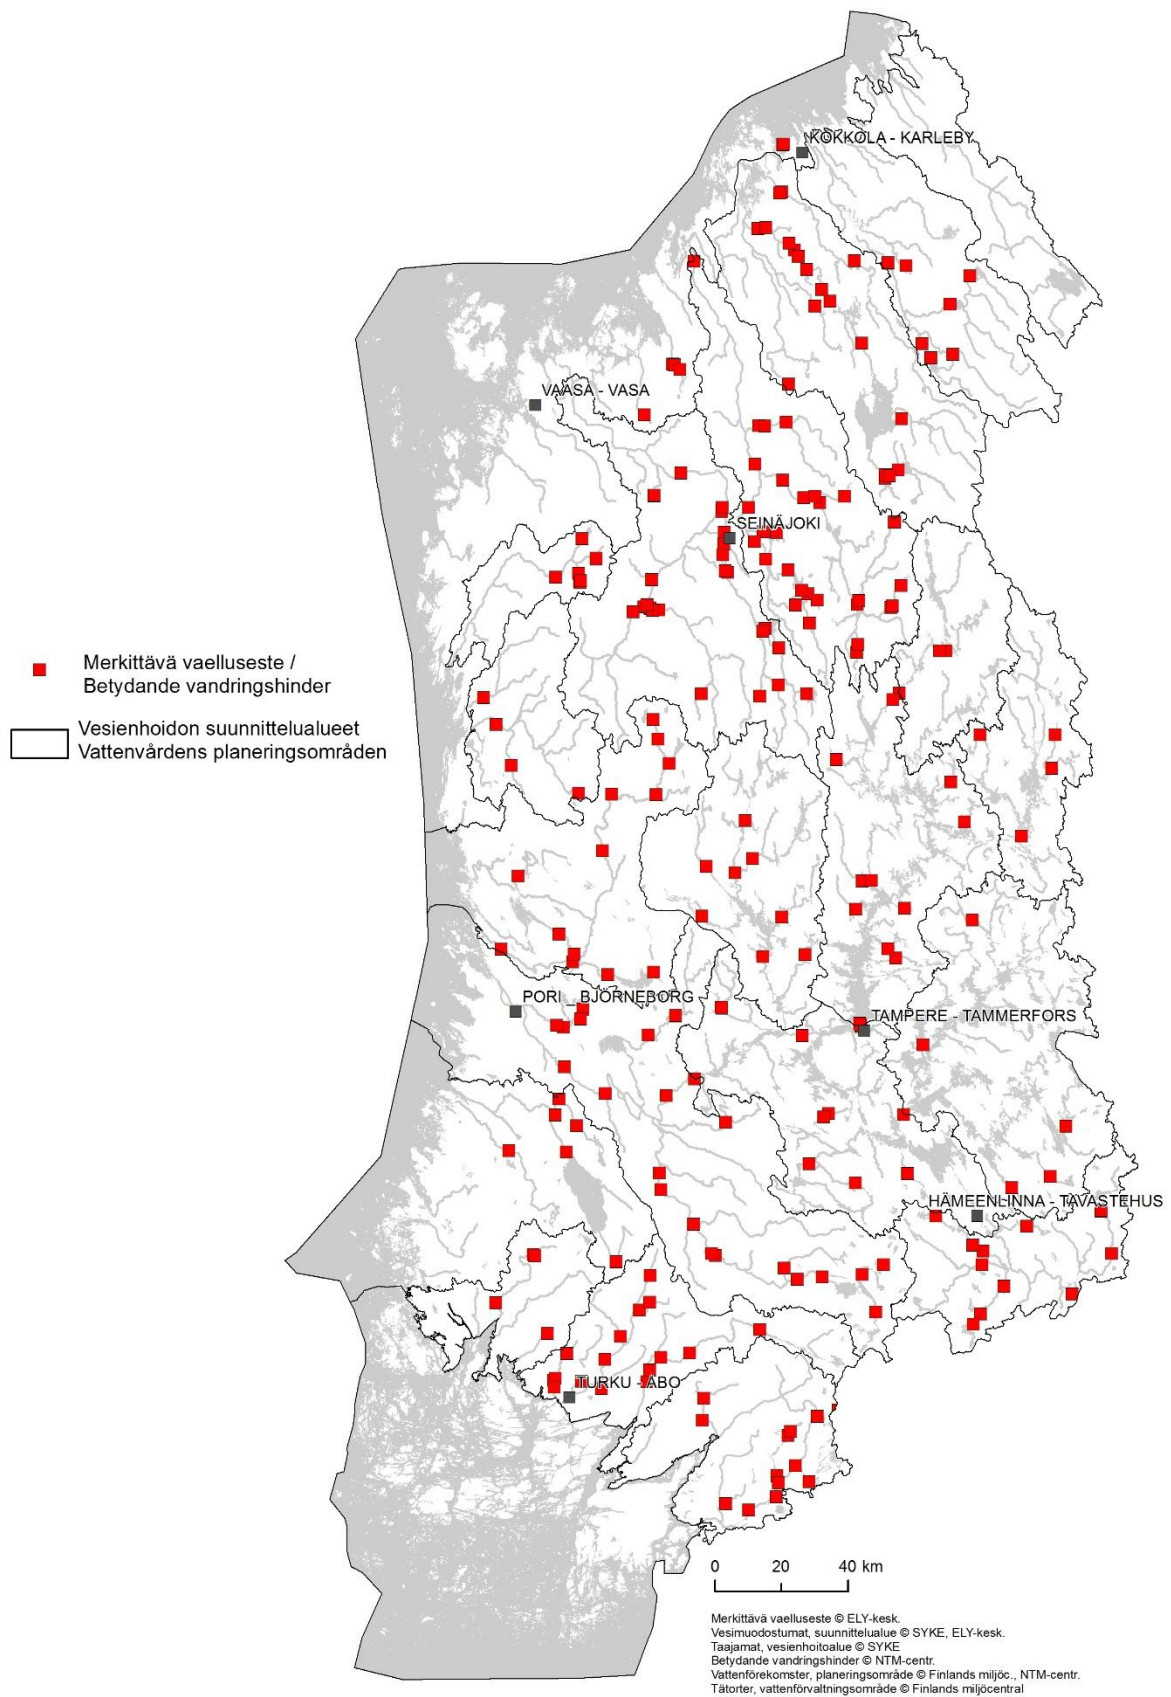 KOKKOLA - KARLEBY
VAASA - VASA
SEINÄJOKI
Merkittävä vaelluseste /
Betydande vandringshinder
Vesienhoidon suunnittelualueet
Vattenvårdens planeringsområden
PORI _ BJÖRNEBORG
TAMPERE - TAMMERFORS
HÄMEENLINNA - TAVASTEHUS
TURKU - ÅBO
0 20 40 km
Merkittävä vaelluseste © ELY-kesk.
Vesimuodostumat, suunnittelualue © SYKE, ELY-kesk.
Taajamat, vesienhoitoalue © SYKE
Betydande vandringshinder © NTM-centr.
Vattenförekomster, planeringsområde © Finlands miljöc., NTM-centr.
Tätorter, vattenförvaltningsområde © Finlands miljöcentral